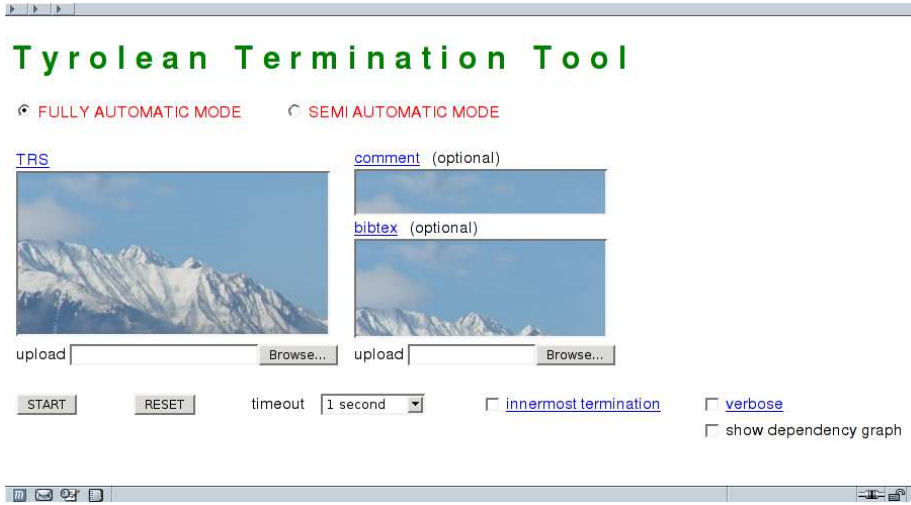 Tyrolean Termination Tool
FULLY AUTOMATIC MODE SEMI AUTOMATIC MODE
TRS
comment (optional)
bibtex (optional)
upload Browse... upload Browse...
START RESET timeout 1 second innermost termination verbose
show dependency graph